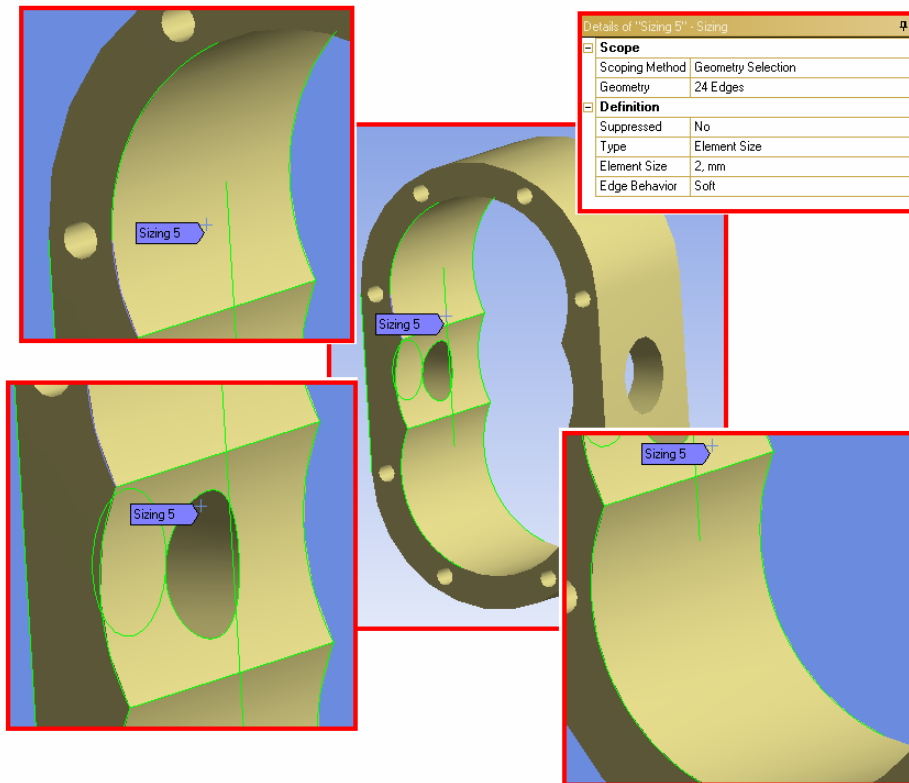 Details of "Sizing 5" - Sizing
Scope
Scoping Method Geometry Selection
Geometry 24 Edges
Definition
Suppressed No
Type Element Size
Element Size 2, mm
Edge Behavior Soft
Sizing 5
Sizing 5
Sizing 5
Sizing 5